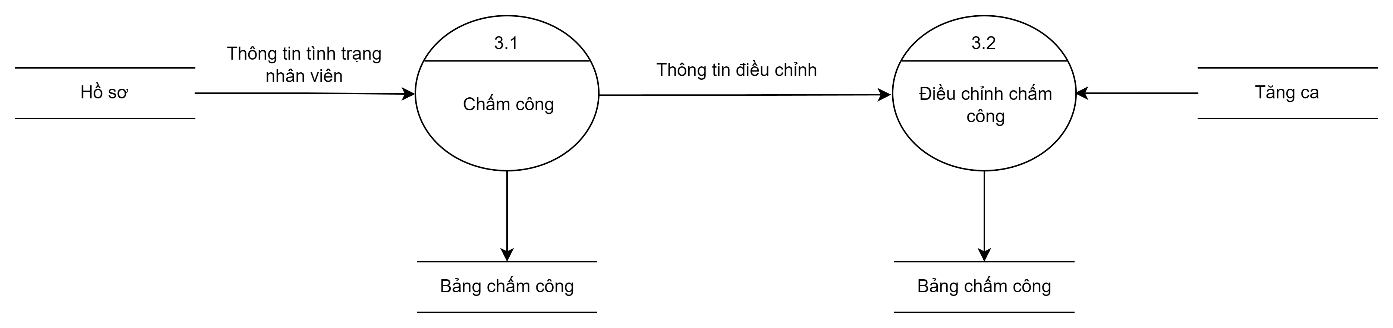 3.1
3.2
Thông tin tình trạng
nhân viên
Thông tin điều chỉnh
Hồ sơ
Chấm công
Điều chỉnh chấm
công
Tăng ca
Bảng chấm công
Bảng chấm công